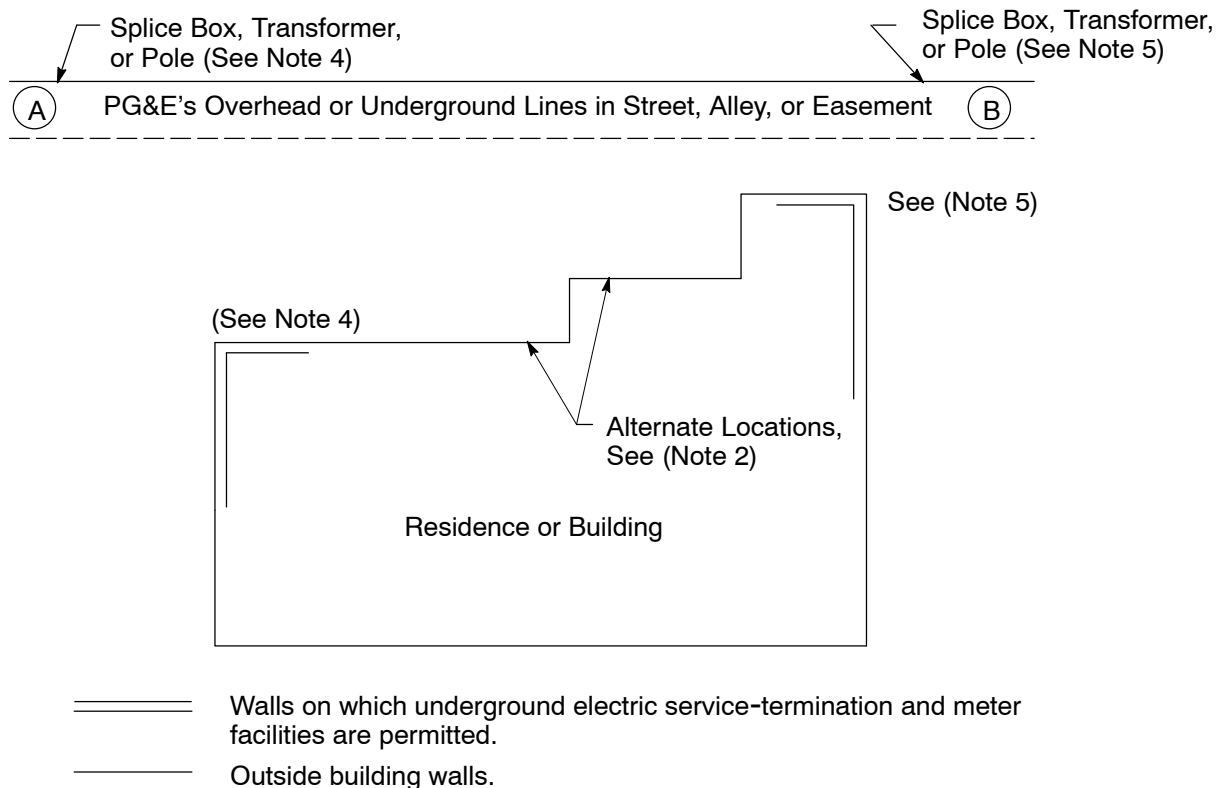 Splice Box, Transformer,
or Pole (See Note 4)
Splice Box, Transformer,
or Pole (See Note 5)
A
PG&E's Overhead or Underground Lines in Street, Alley, or Easement
B
See (Note 5)
(See Note 4)
Alternate Locations,
See (Note 2)
Residence or Building
Walls on which underground electric service-termination and meter
facilities are permitted.
Outside building walls.